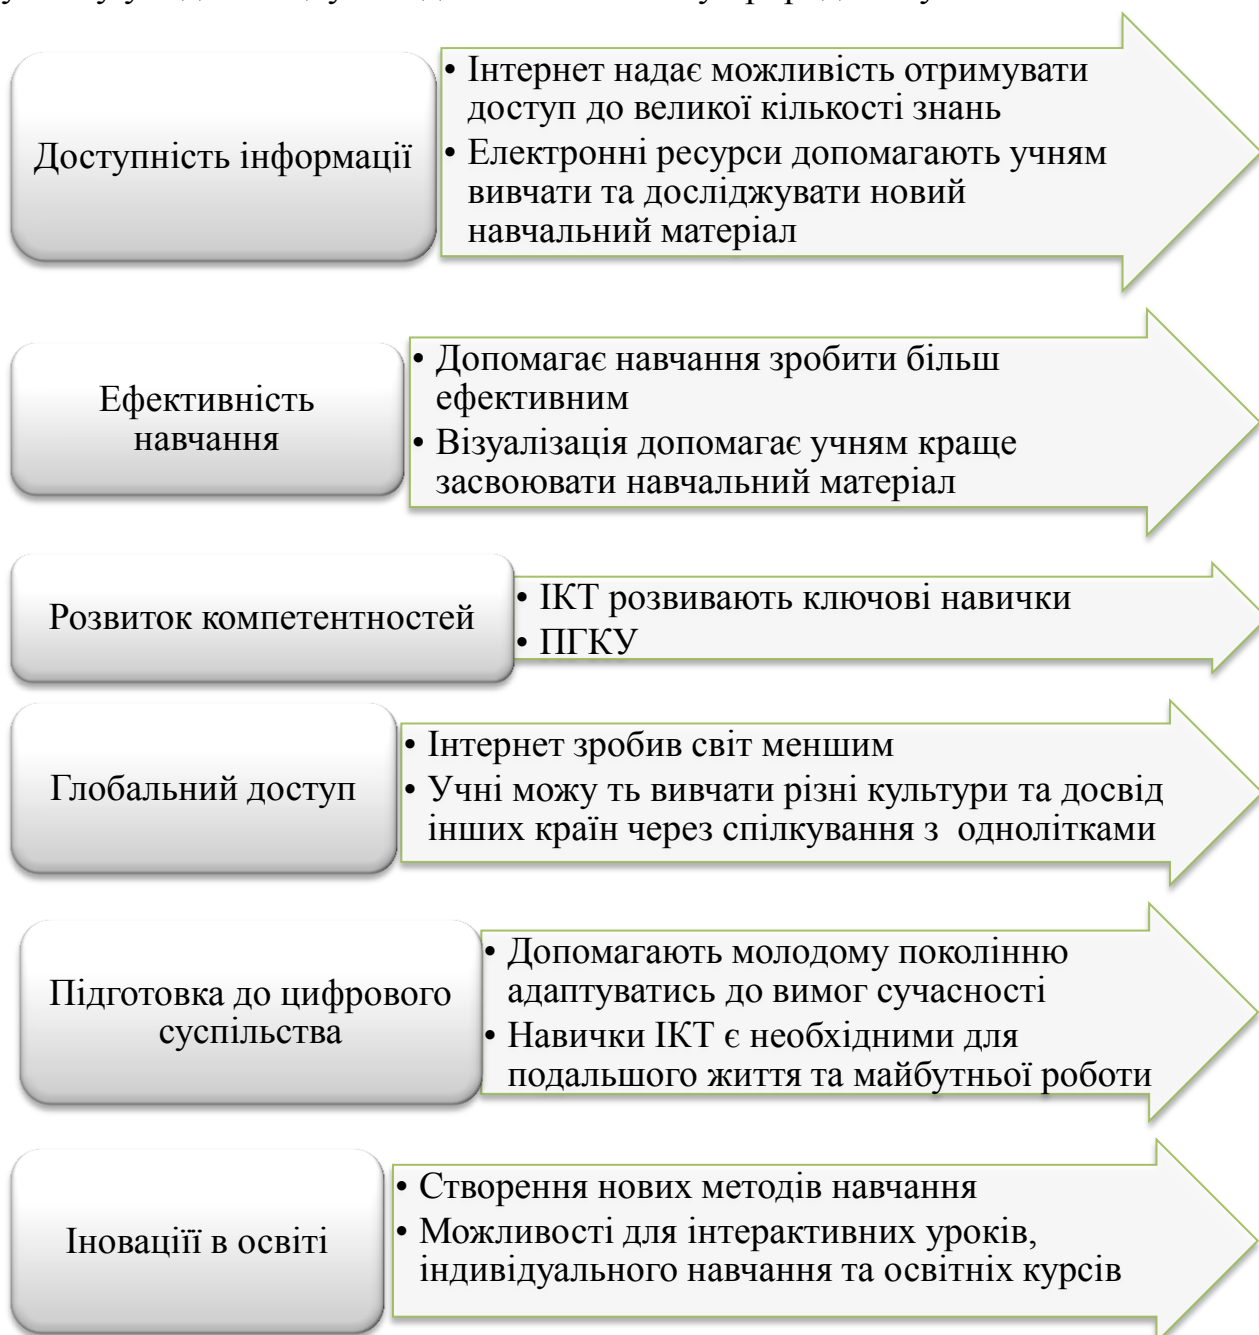 Доступність інформації
• Інтернет надає можливість отримувати
доступ до великої кількості знань
• Електронні ресурси допомагають учням
вивчати та досліджувати новий
навчальний матеріал
Ефективність
навчання
• Допомагає навчання зробити більш
ефективним
• Візуалізація допомагає учням краще
засвоювати навчальний матеріал
Розвиток компетентностей
• ІКТ розвивають ключові навички
• ПГКУ
Глобальний доступ
• Інтернет зробив світ меншим
• Учні можу ть вивчати різні культури та досвід
інших країн через спілкування з однолітками
Підготовка до цифрового
суспільства
• Допомагають молодому поколінню
адаптуватись до вимог сучасності
• Навички ІКТ є необхідними для
подальшого життя та майбутньої роботи
Іноваціїї в освіті
• Створення нових методів навчання
• Можливості для інтерактивних уроків,
індивідуального навчання та освітніх курсів